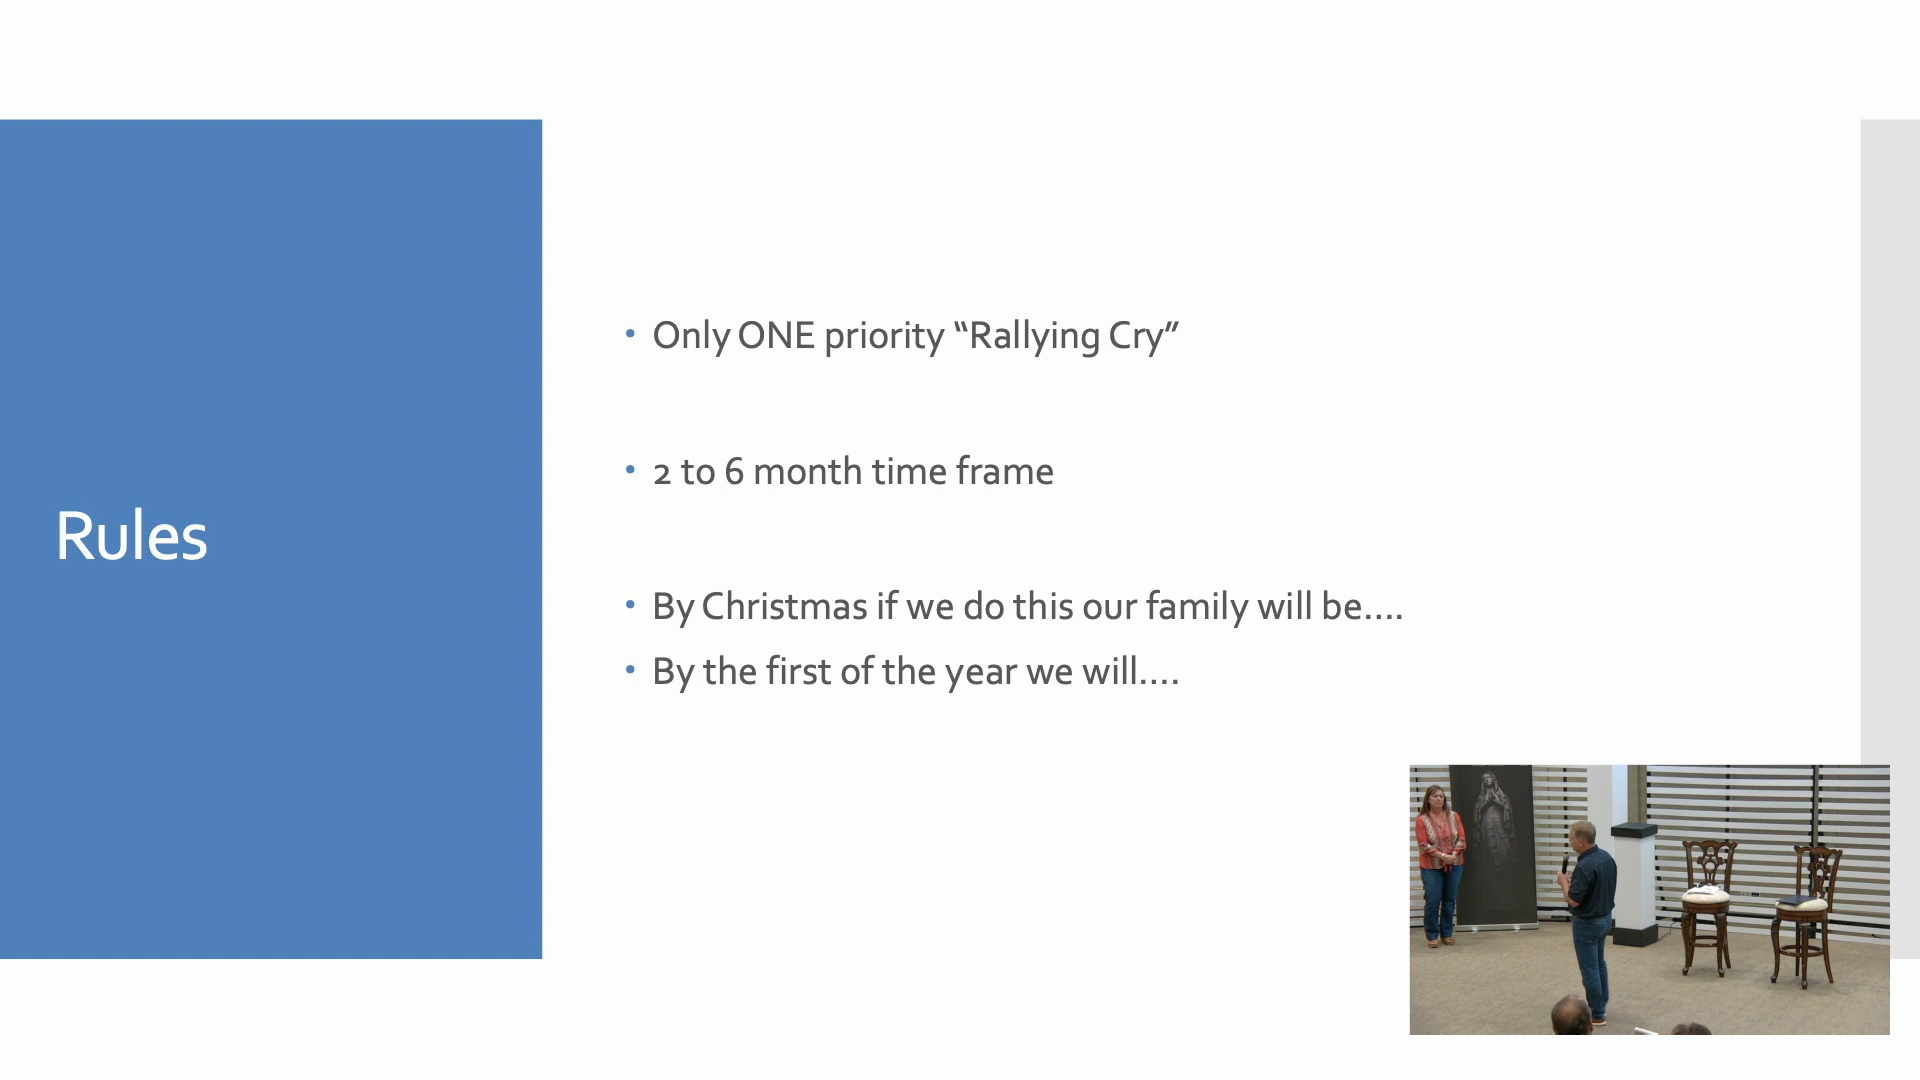 Rules
• Only ONE priority “Rallying Cry”
• 2 to 6 month time frame
• By Christmas if we do this our family will be....
• By the first of the year we will....